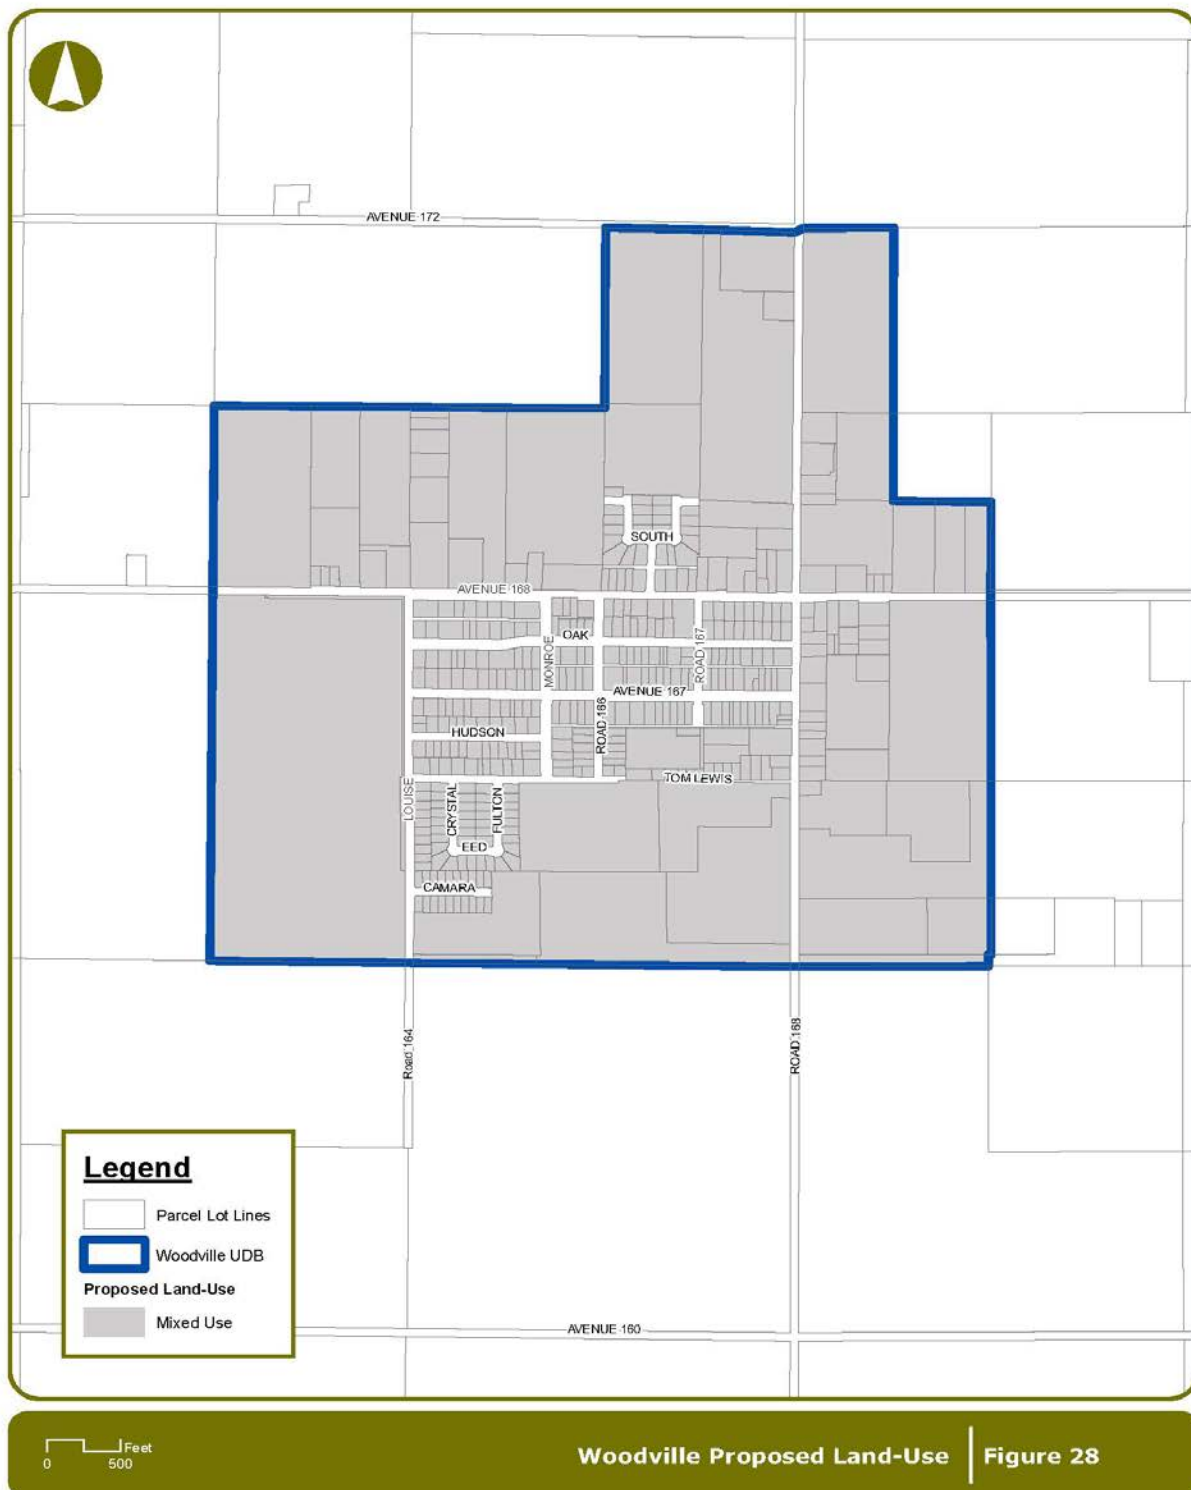 AVENUE 172
SOUTH
AVENUE 168
OAK
MONROE
ROAD 167
AVENUE 167
ROAD 166
HUDSON
TOM LEWIS
LOUISE
CRYSTAL
FULTON
EED
CAMARA
Road 164
ROAD 168
Legend
Parcel Lot Lines
Woodville UDB
Proposed Land-Use
Mixed Use
AVENUE 160
Feet
0 500
Woodville Proposed Land-Use Figure 28